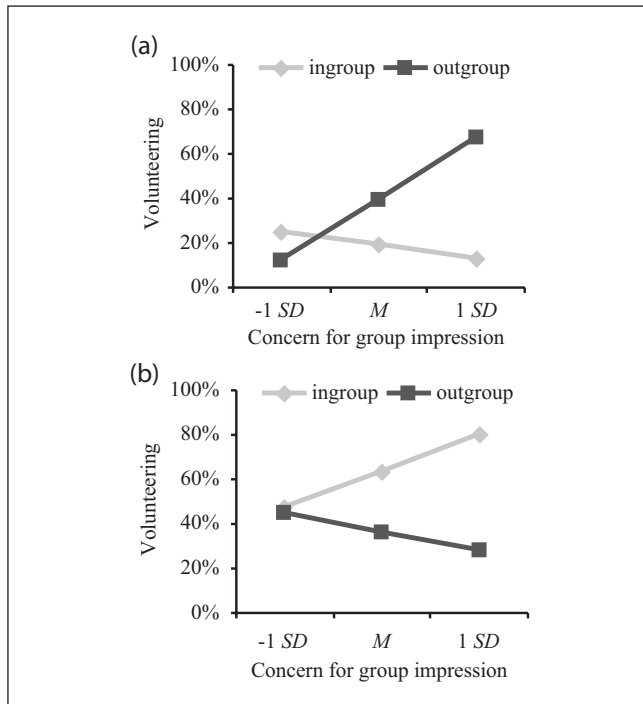 (a)
100%
ingroup outgroup
80%
60%
40%
20%
0%
Volunteering
-1 SD M 1 SD
Concern for group impression
(b)
100%
ingroup outgroup
80%
60%
40%
20%
0%
Volunteering
-1 SD M 1 SD
Concern for group impression